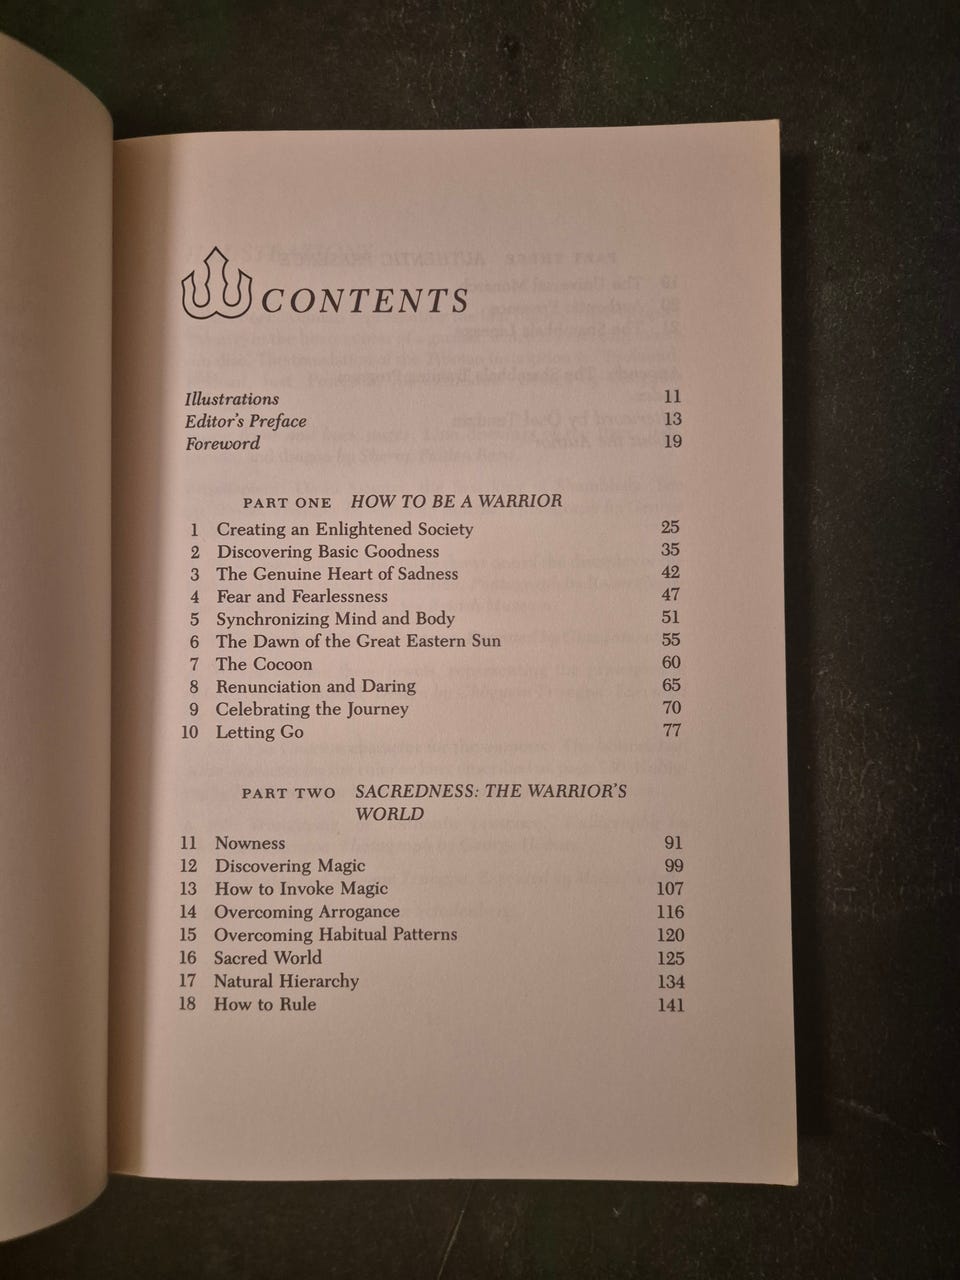 CONTENTS
Illustrations 11
Editor's Preface 13
Foreword 19
PART ONE HOW TO BE A WARRIOR
1 Creating an Enlightened Society 25
2 Discovering Basic Goodness 35
3 The Genuine Heart of Sadness 42
4 Fear and Fearlessness 47
5 Synchronizing Mind and Body 51
6 The Dawn of the Great Eastern Sun 55
7 The Cocoon 60
8 Renunciation and Daring 65
9 Celebrating the Journey 70
10 Letting Go 77
PART TWO SACREDNESS: THE WARRIOR'S
WORLD
11 Nowness 91
12 Discovering Magic 99
13 How to Invoke Magic 107
14 Overcoming Arrogance 116
15 Overcoming Habitual Patterns 120
16 Sacred World 125
17 Natural Hierarchy 134
18 How to Rule 141